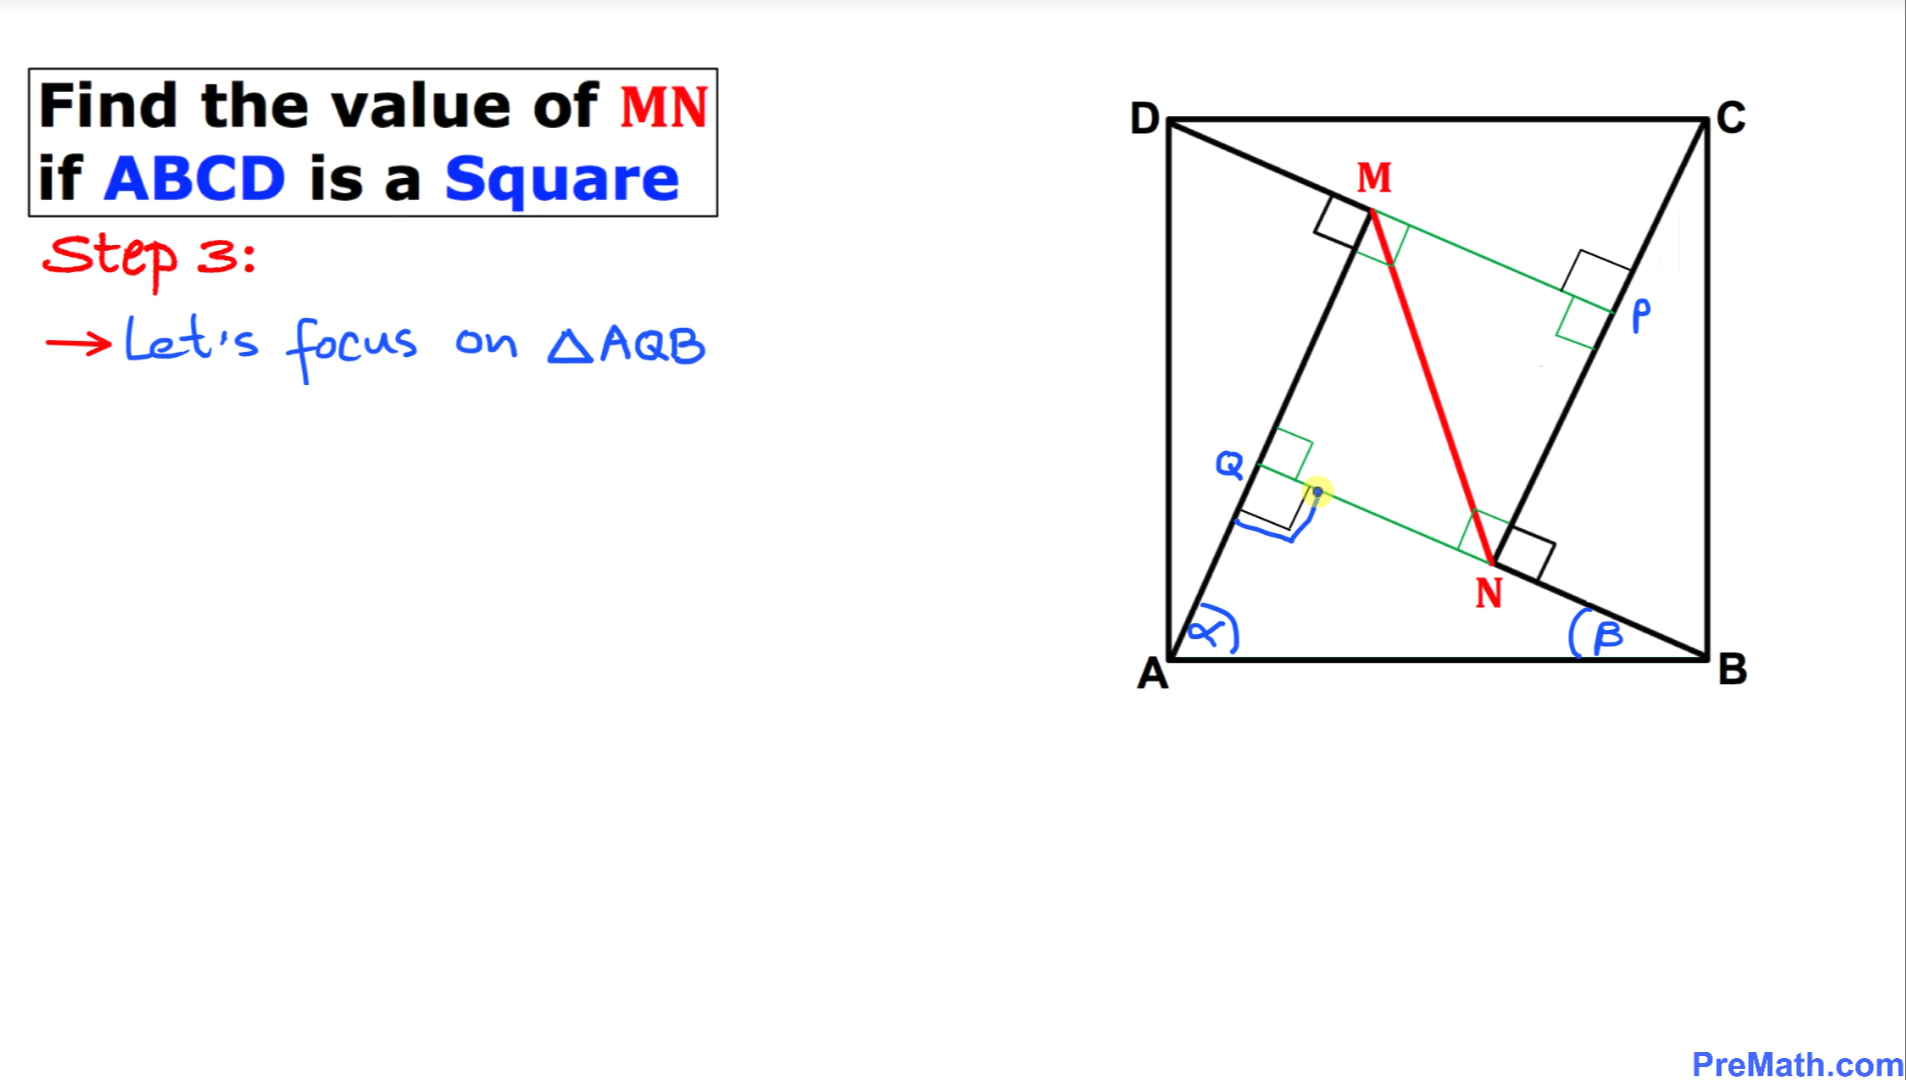 Find the value of MN
if ABCD is a Square
Step 3:
→ Let's focus on △AQB
D
C
M
P
Q
N
α
β
A
B
PreMath.com